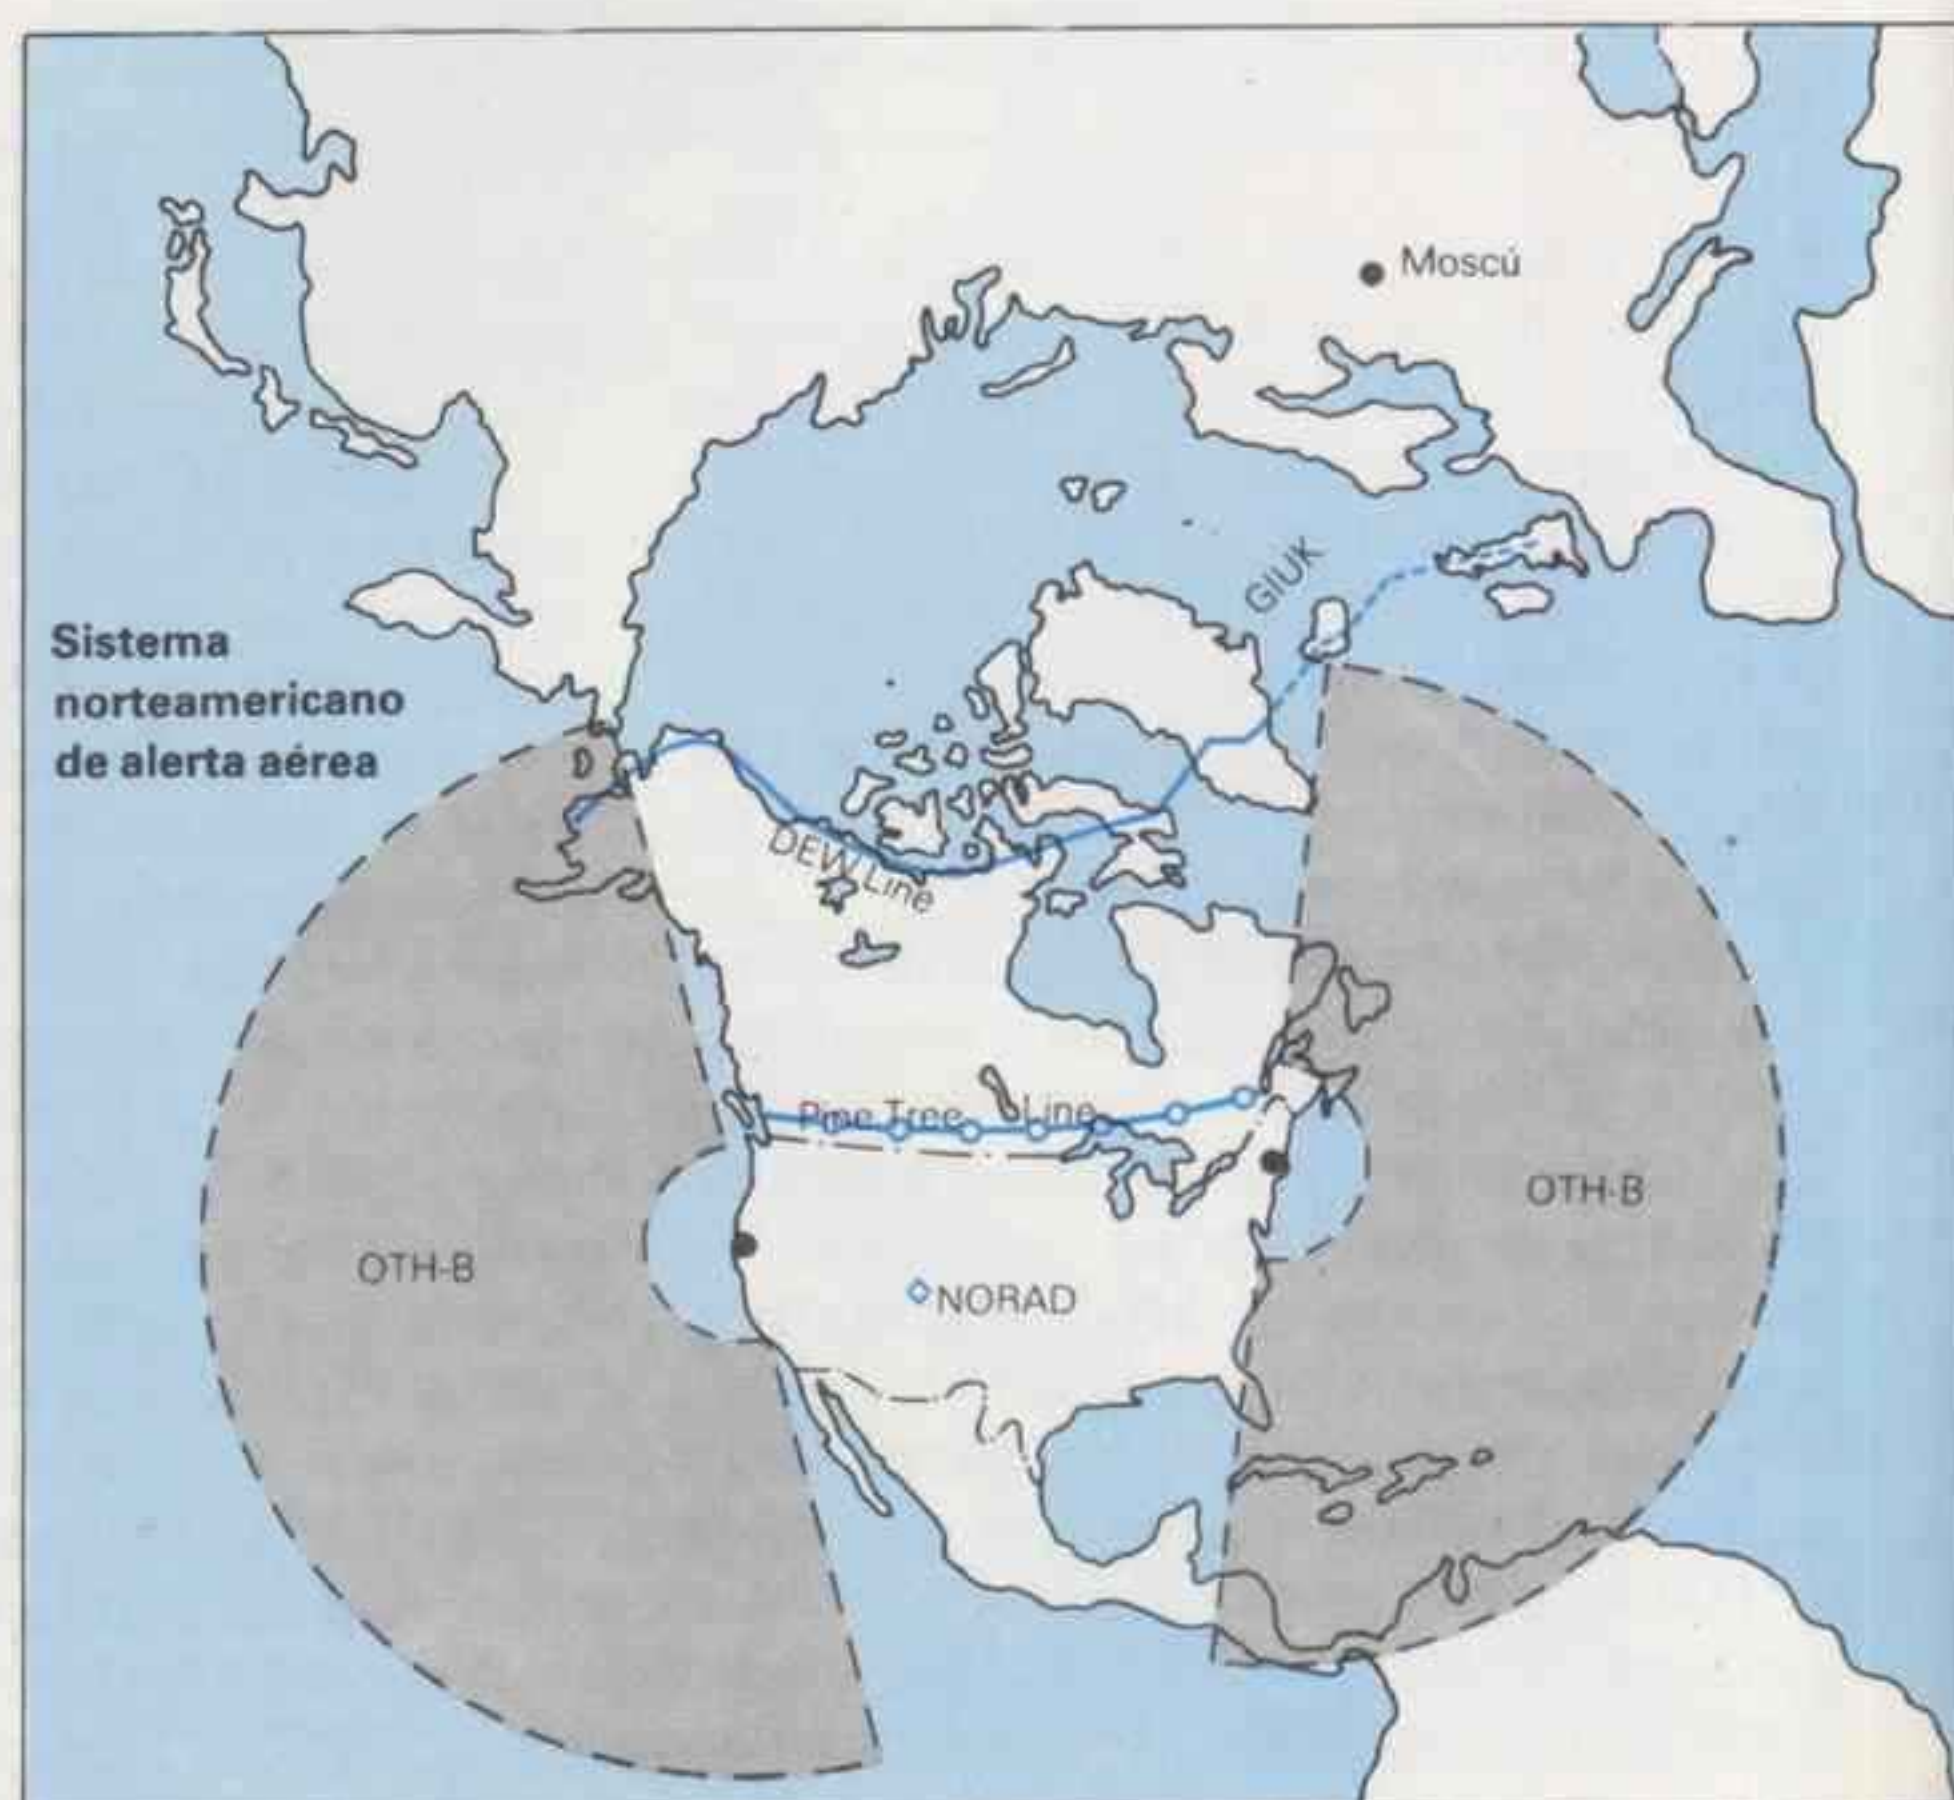 Moscú
GIUK
Sistema
norteamericano
de alerta aérea
DEW Line
Pine Tree Line
OTH-B
OTH-B
NORAD